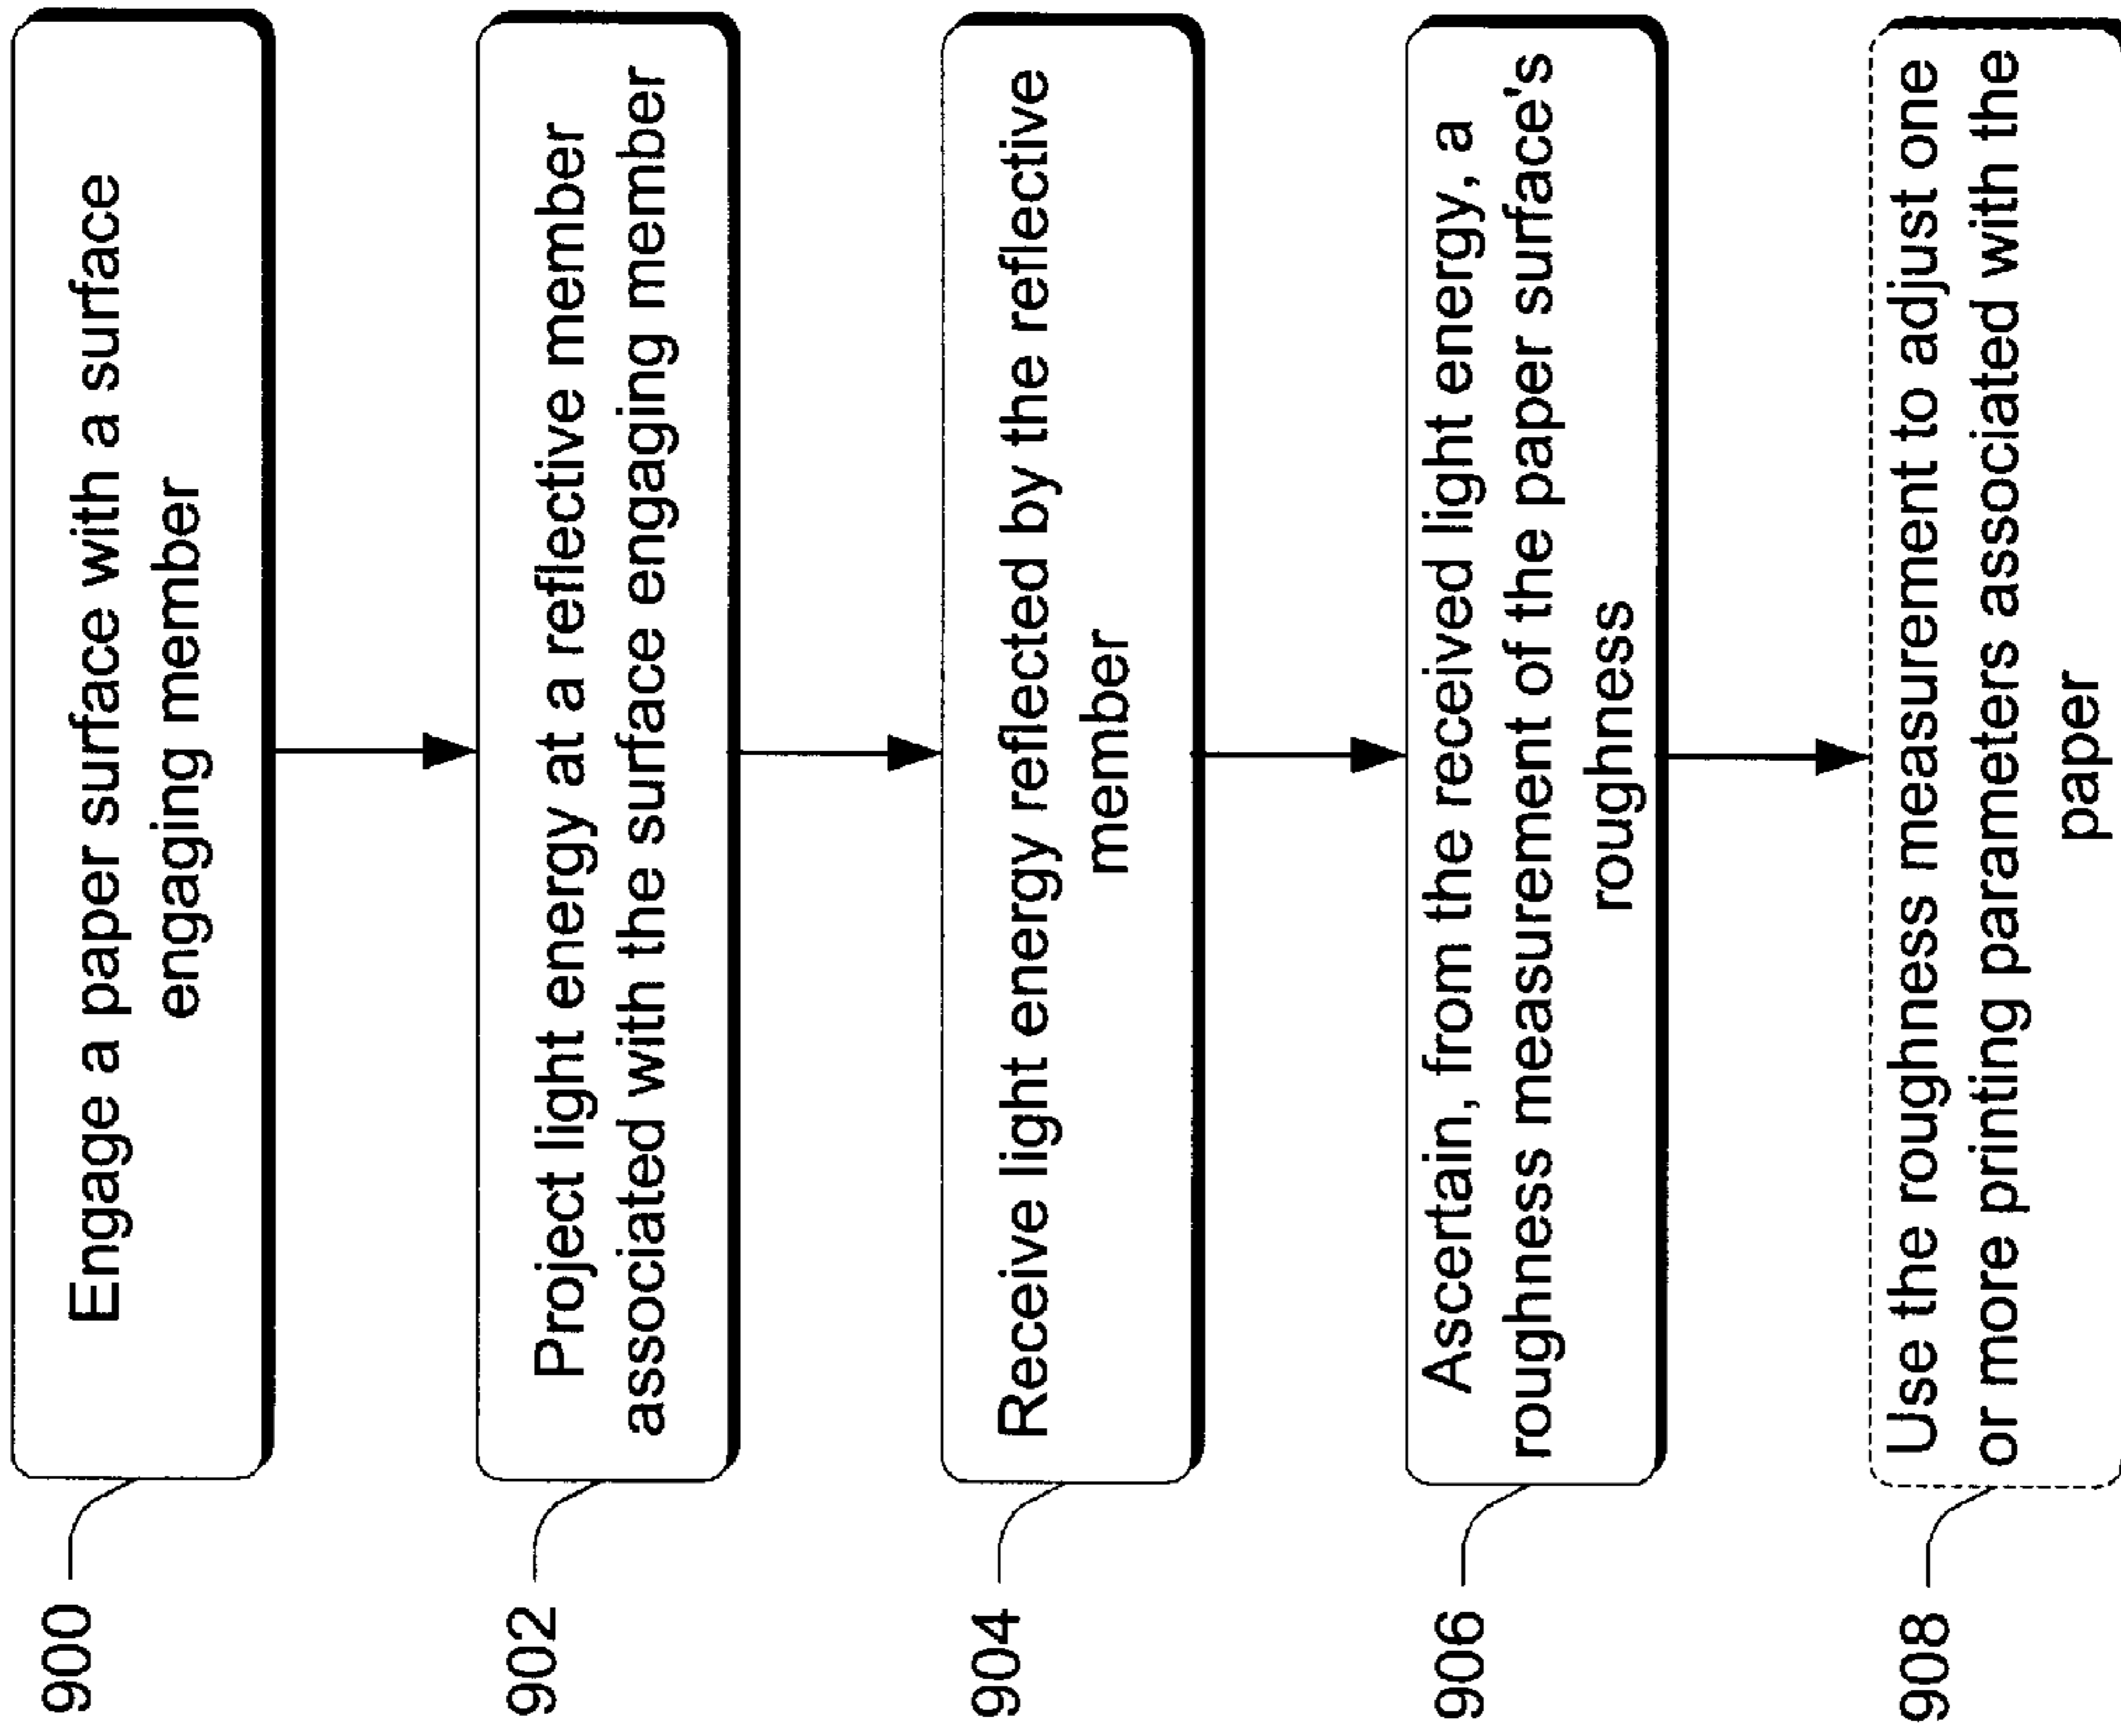 900
Engage a paper surface with a surface
engaging member
902
Project light energy at a reflective member
associated with the surface engaging member
904
Receive light energy reflected by the reflective
member
906
Ascertain, from the received light energy, a
roughness measurement of the paper surface's
roughness
908
Use the roughness measurement to adjust one
or more printing parameters associated with the
paper